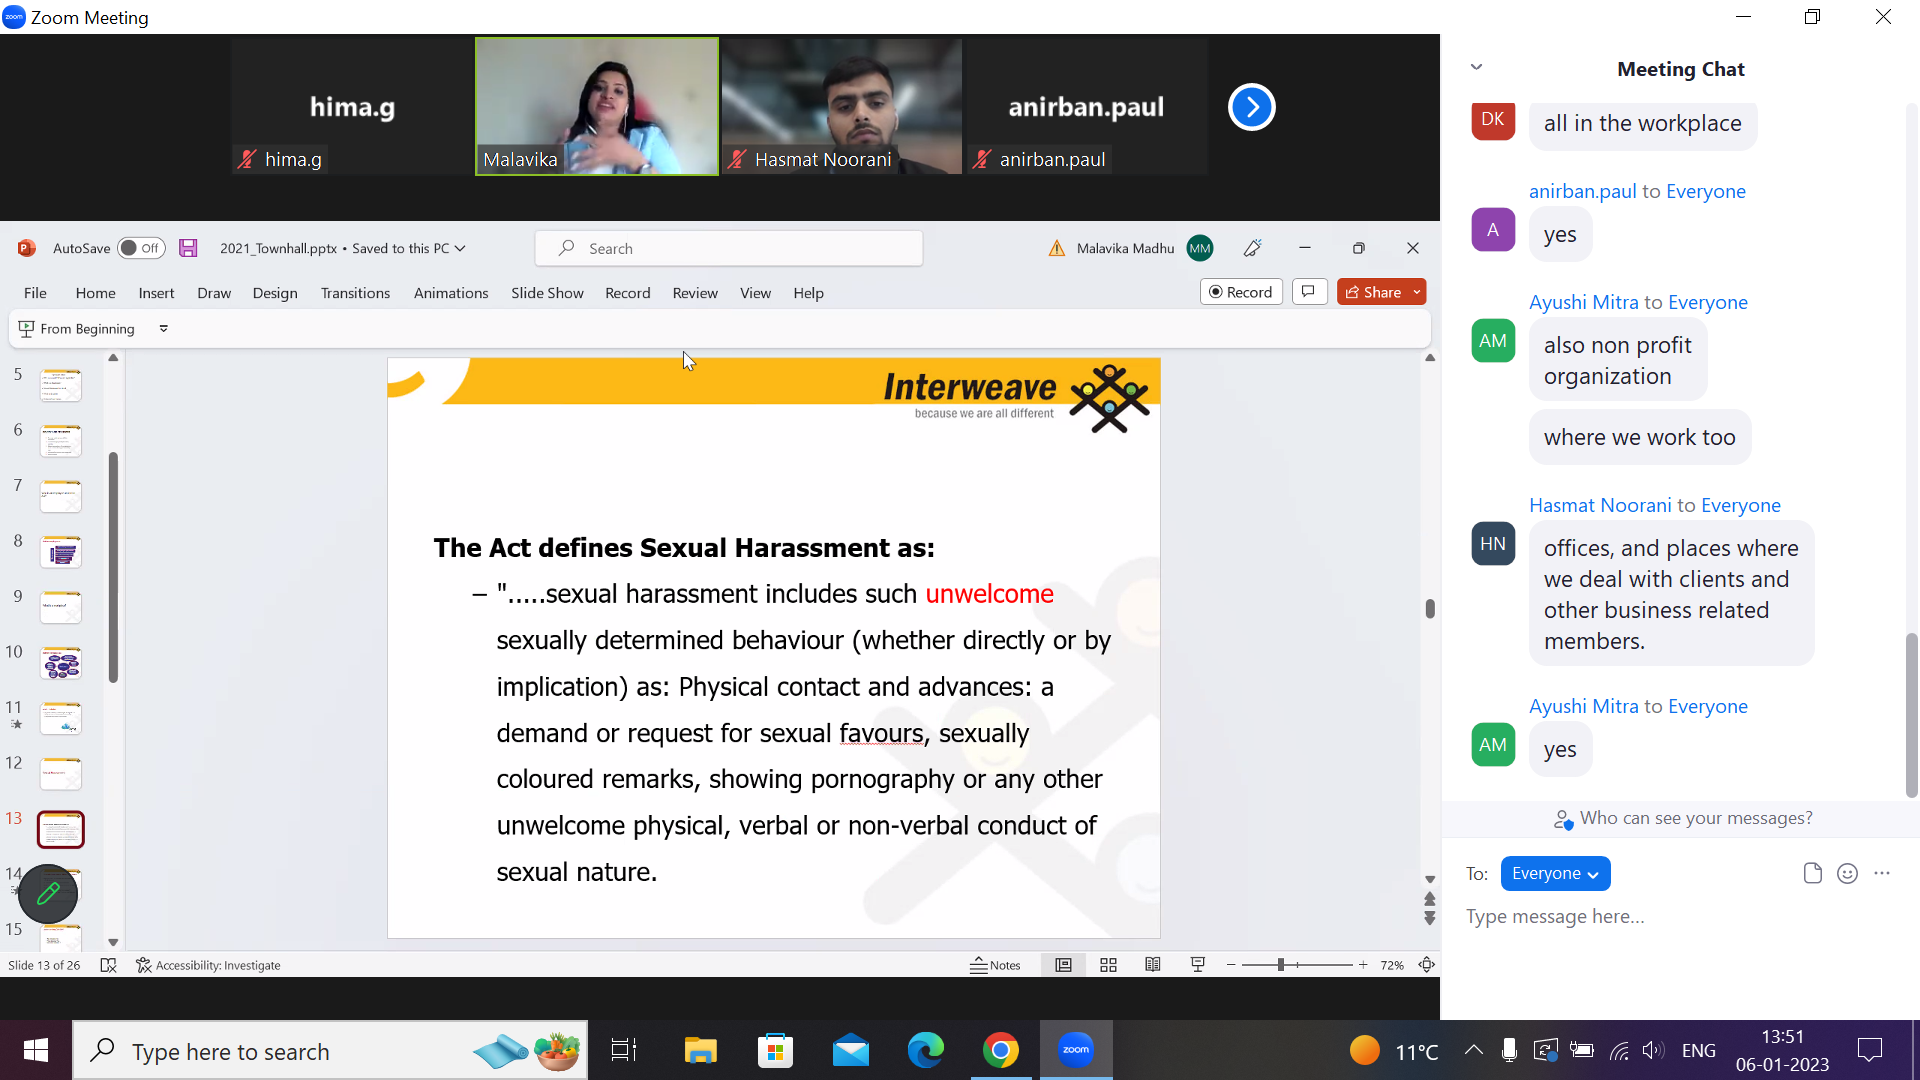 Zoom Meeting
hima.g
hima.g
Malavika
Hasmat Noorani
anirban.paul
anirban.paul
AutoSave Off 2021_Townhall.pptx • Saved to this PC
Search
Malavika Madhu MM
File Home Insert Draw Design Transitions Animations Slide Show Record Review View Help
Record Share
From Beginning
5
6
7
8
9
10
11
12
13
14
15
Interweave
because we are all different
The Act defines Sexual Harassment as:
– ".....sexual harassment includes such unwelcome
sexually determined behaviour (whether directly or by
implication) as: Physical contact and advances: a
demand or request for sexual favours, sexually
coloured remarks, showing pornography or any other
unwelcome physical, verbal or non-verbal conduct of
sexual nature.
Slide 13 of 26 Accessibility: Investigate Notes 72%
Meeting Chat
DK
all in the workplace
anirban.paul to Everyone
A
yes
Ayushi Mitra to Everyone
AM
also non profit
organization
where we work too
Hasmat Noorani to Everyone
HN
offices, and places where
we deal with clients and
other business related
members.
Ayushi Mitra to Everyone
AM
yes
Who can see your messages?
To: Everyone
Type message here...
Type here to search
zoom
11°C
ENG
13:51
06-01-2023